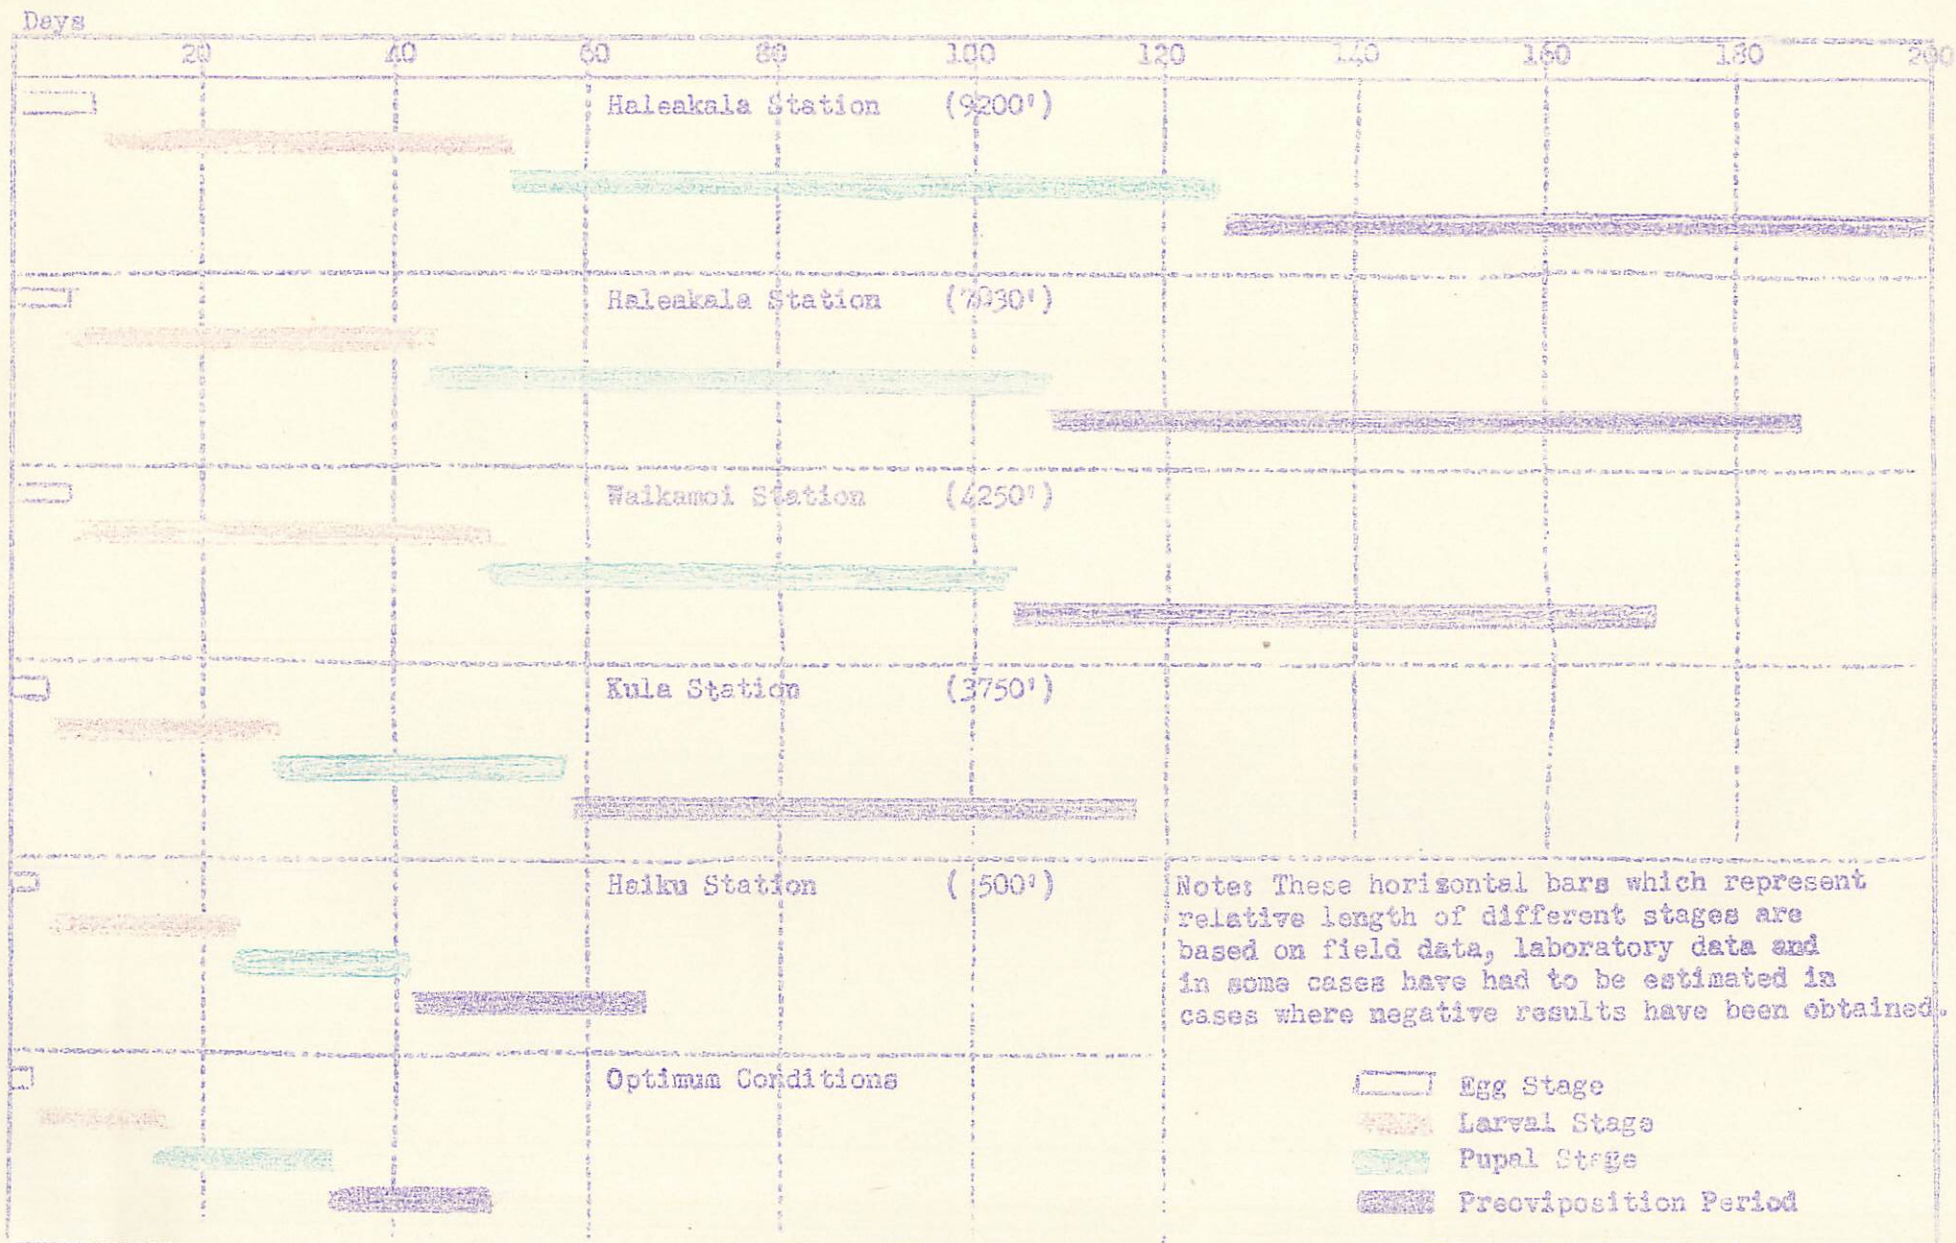 Days
20 40 60 80 100 120 140 160 180 200
Haleakala Station (9200')
Haleakala Station (7030')
Waikamoi Station (4250')
Kula Station (3750')
Haiku Station ( 500')
Note: These horizontal bars which represent
relative length of different stages are
based on field data, laboratory data and
in some cases have had to be estimated in
cases where negative results have been obtained.
Optimum Conditions
Egg Stage
Larval Stage
Pupal Stage
Preoviposition Period